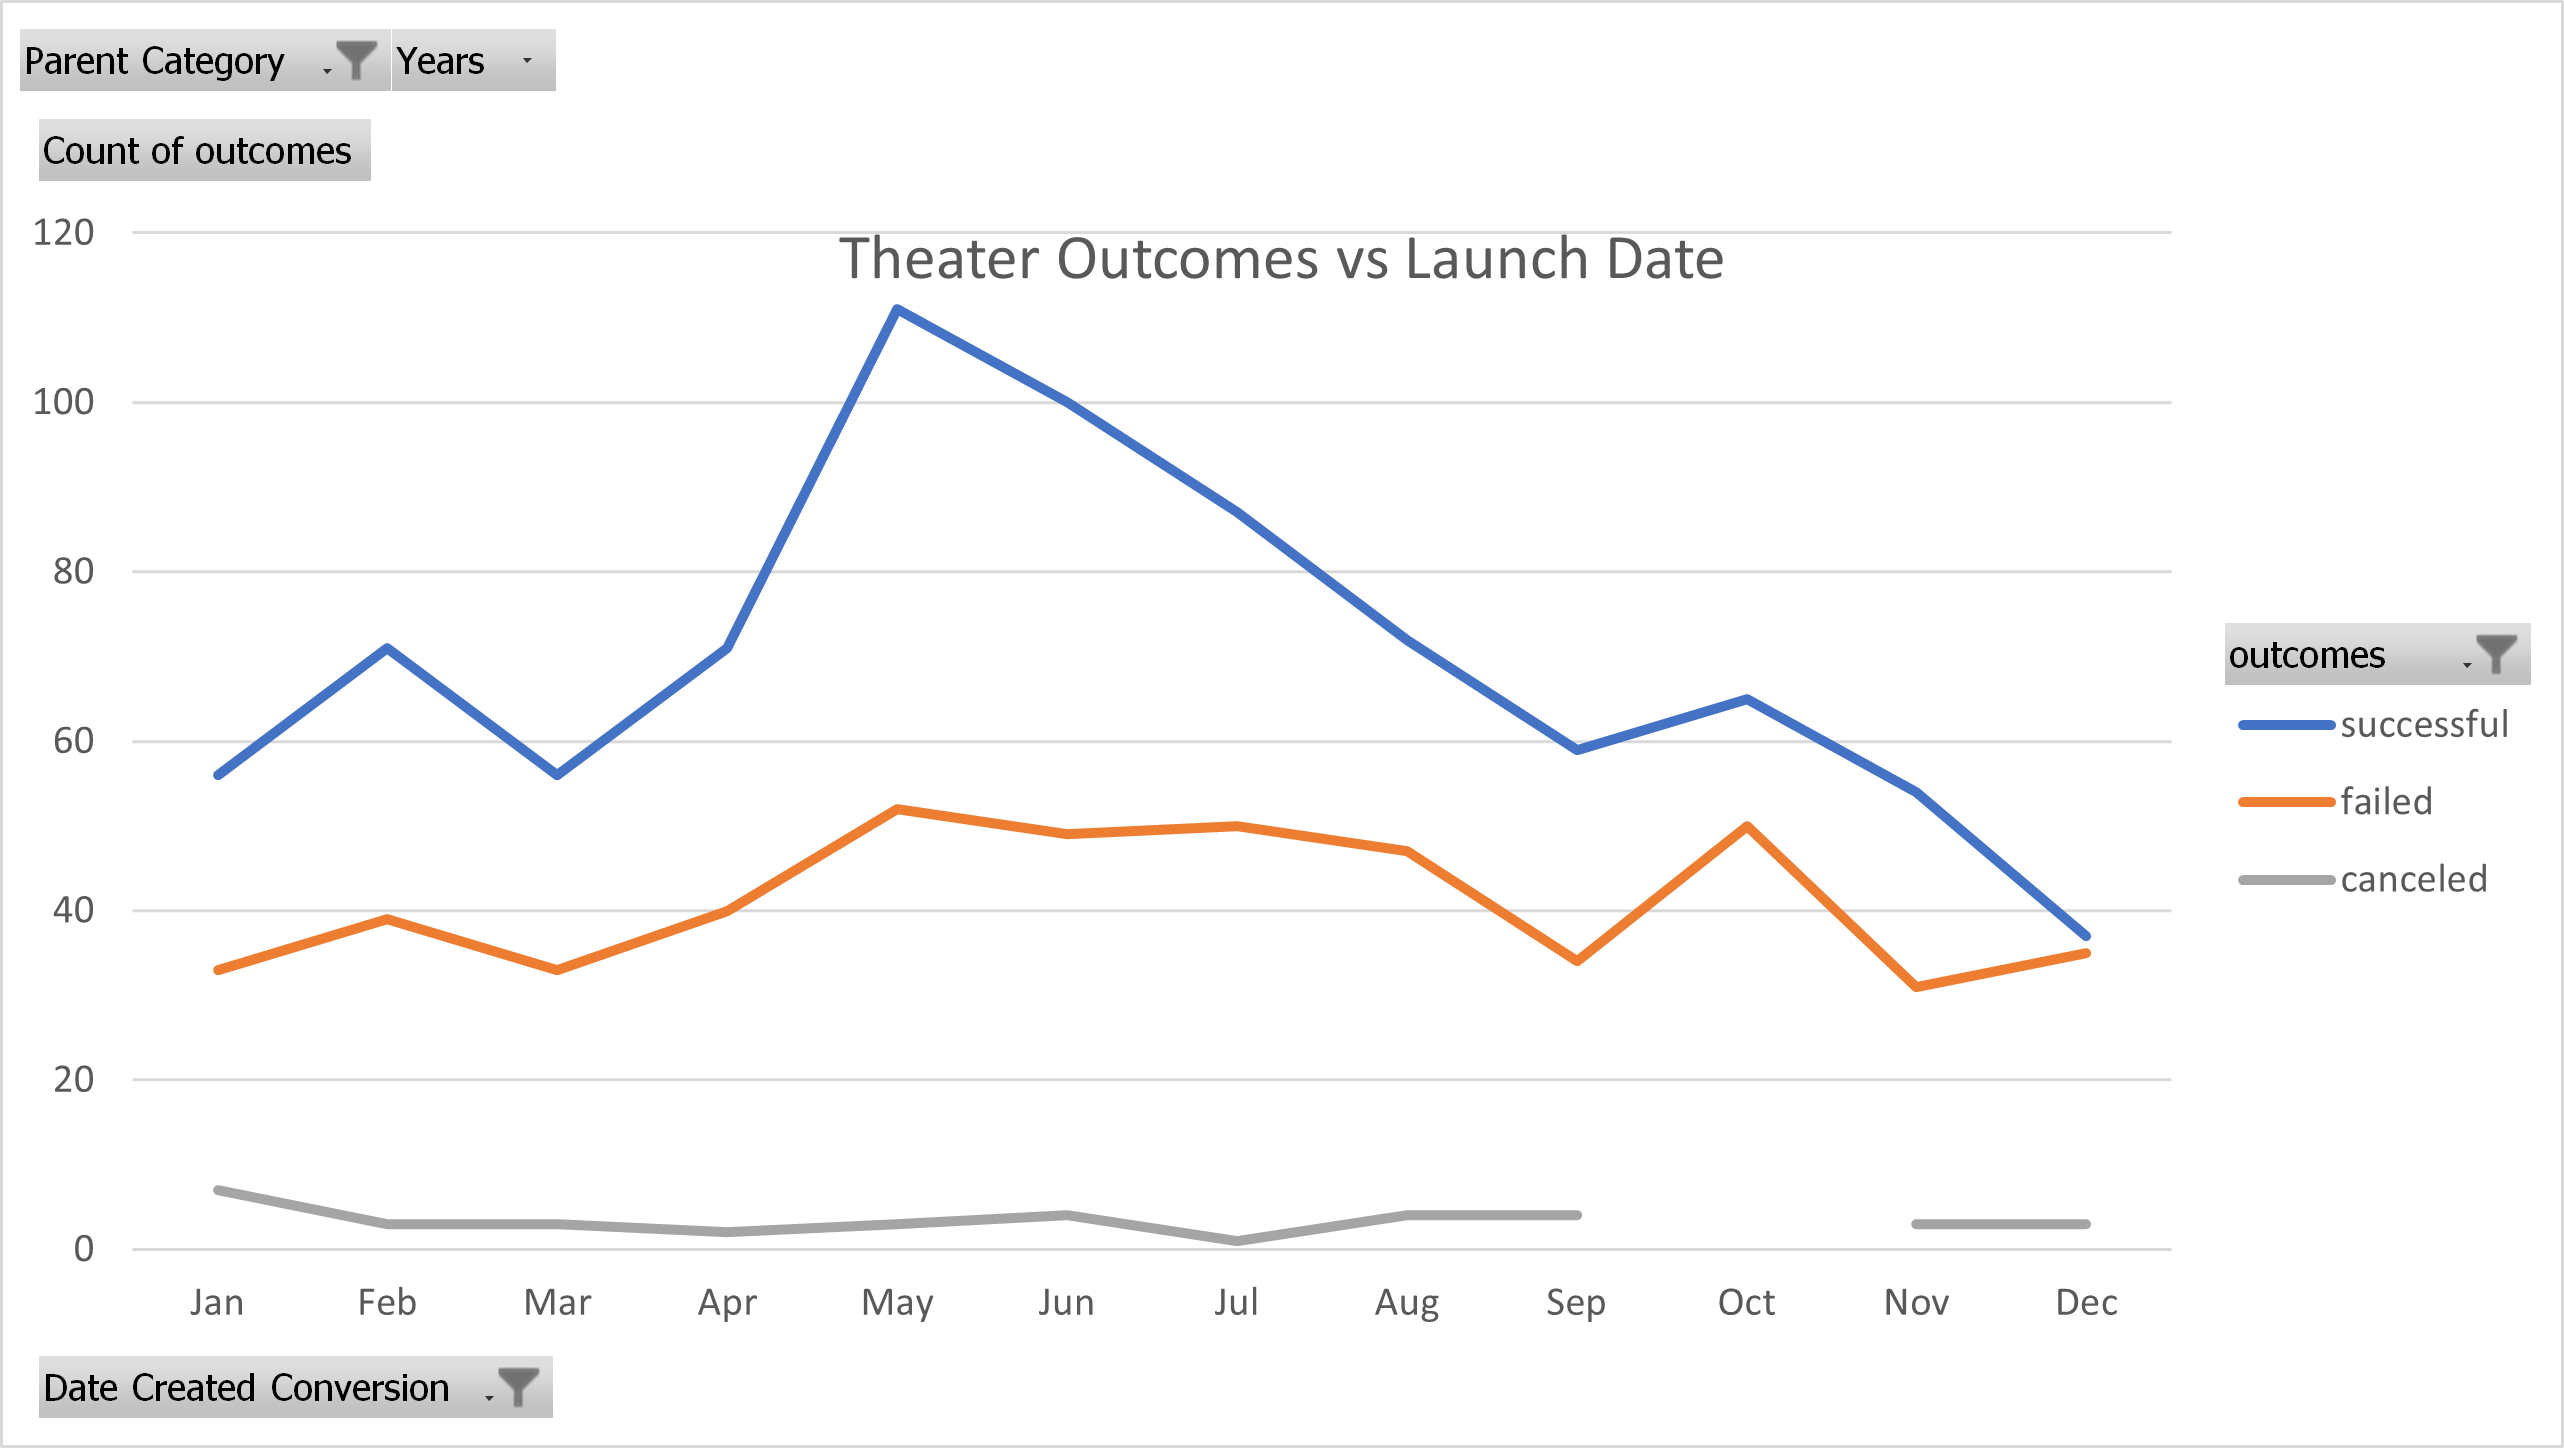 Parent Category Years
Count of outcomes
Theater Outcomes vs Launch Date
120
100
80
60
40
20
0
Jan Feb Mar Apr May Jun Jul Aug Sep Oct Nov Dec
outcomes
successful
failed
canceled
Date Created Conversion